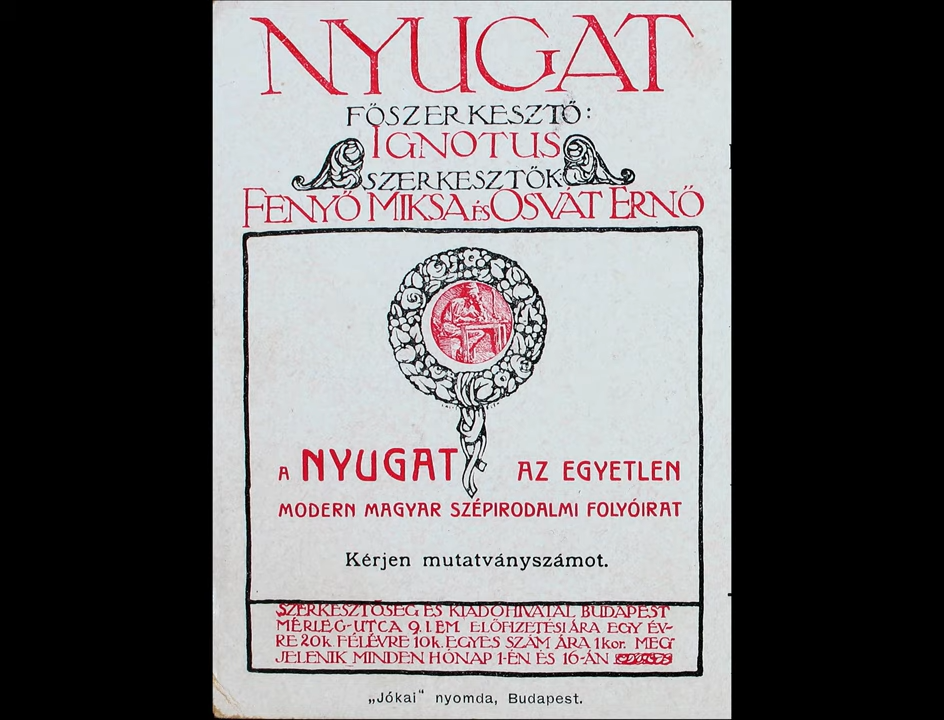 NYUGAT
FŐSZERKESZTŐ:
IGNOTUS
SZERKESZTŐK
FENYŐ MIKSA ÉS OSVÁT ERNŐ
A NYUGAT AZ EGYETLEN
MODERN MAGYAR SZÉPIRODALMI FOLYÓIRAT
Kérjen mutatványszámot.
SZERKESZTŐSÉG ÉS KIADÓHIVATAL BUDAPEST
MÉRLEG-UTCA 9. I. EM. ELŐFIZETÉSI ÁRA EGY ÉV-
RE 20k. FÉLÉVRE 10k. EGYES SZÁM ÁRA 1 kor. MEG
JELENIK MINDEN HÓNAP 1-ÉN ÉS 16-ÁN
„Jókai" nyomda, Budapest.